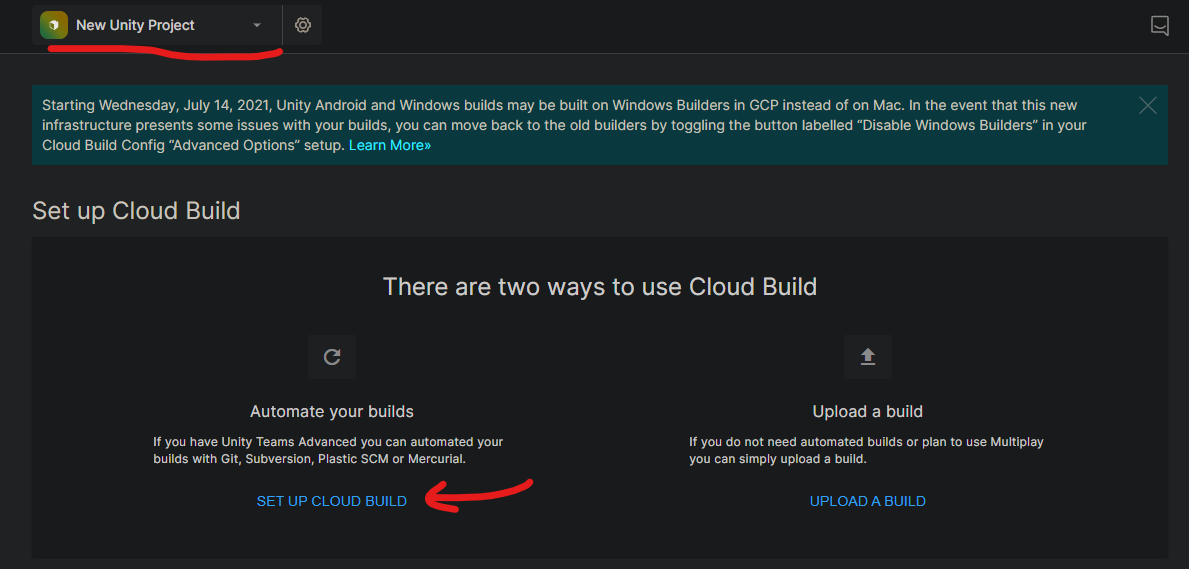 New Unity Project
Starting Wednesday, July 14, 2021, Unity Android and Windows builds may be built on Windows Builders in GCP instead of on Mac. In the event that this new
infrastructure presents some issues with your builds, you can move back to the old builders by toggling the button labelled “Disable Windows Builders” in your
Cloud Build Config “Advanced Options” setup. Learn More»
Set up Cloud Build
There are two ways to use Cloud Build
Automate your builds
If you have Unity Teams Advanced you can automated your
builds with Git, Subversion, Plastic SCM or Mercurial.
SET UP CLOUD BUILD
Upload a build
If you do not need automated builds or plan to use Multiplay
you can simply upload a build.
UPLOAD A BUILD